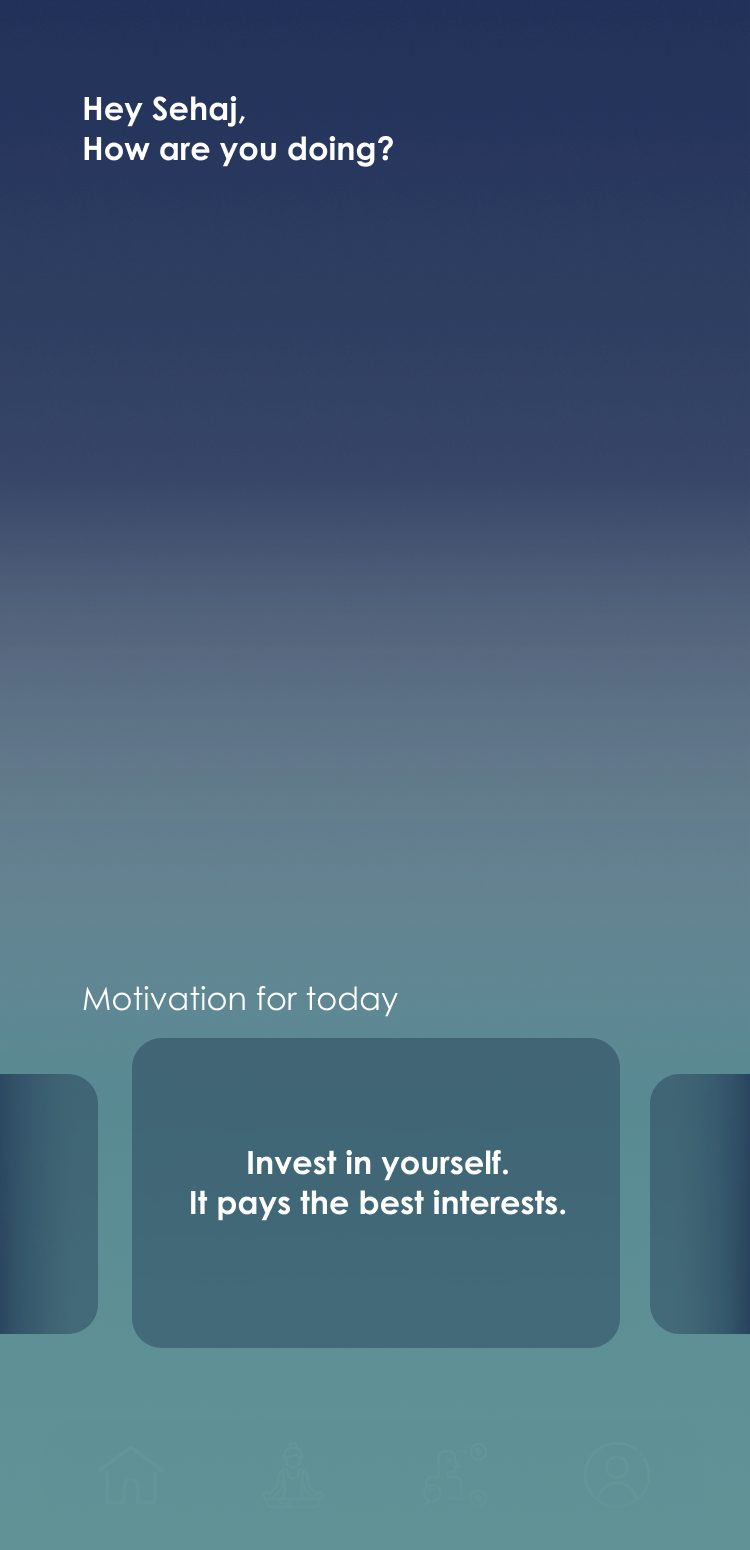 Hey Sehaj,
How are you doing?
Motivation for today
Invest in yourself.
It pays the best interests.